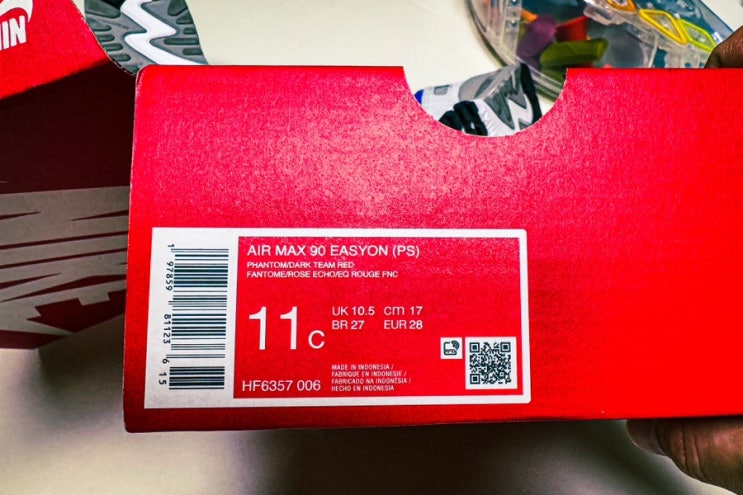 AIR MAX 90 EASYON (PS)
PHANTOM/DARK TEAM RED
FANTOME/ROSE ECHO/EQ ROUGE FNC
11C
UK 10.5 cm 17
BR 27 EUR 28
HF6357 006
MADE IN INDONESIA /
FABRIQUÉ EN INDONESIE /
FABRICADO NA INDONÉSIA /
HECHO EN INDONESIA
1 97859 81123 6 15